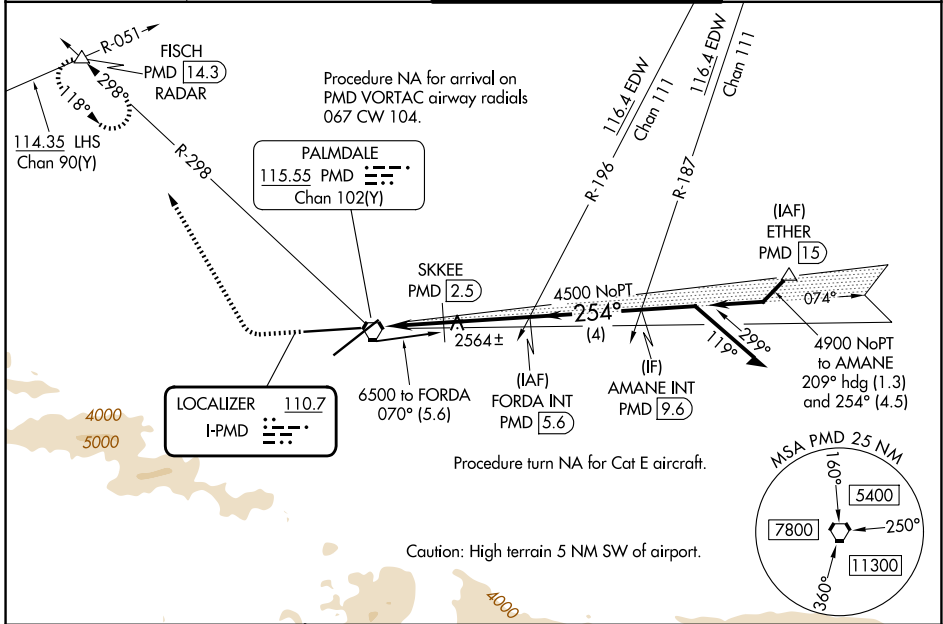 R-051
FISCH
PMD 14.3
RADAR
298°
118°
114.35 LHS
Chan 90(Y)
R-298
Procedure NA for arrival on
PMD VORTAC airway radials
067 CW 104.
116.4 EDW
Chan 111
R-196
116.4 EDW
Chan 111
R-187
PALMDALE
115.55 PMD
Chan 102(Y)
(IAF)
ETHER
PMD 15
SKKEE
PMD 2.5
4500 NoPT
254°
(4)
074°
2564±
299°
119°
4900 NoPT
to AMANE
209° hdg (1.3)
and 254° (4.5)
6500 to FORDA
070° (5.6)
(IAF)
FORDA INT
PMD 5.6
(IF)
AMANE INT
PMD 9.6
LOCALIZER 110.7
I-PMD
4000
5000
Procedure turn NA for Cat E aircraft.
MSA PMD 25 NM
160°
5400
7800
250°
11300
360°
Caution: High terrain 5 NM SW of airport.
4000